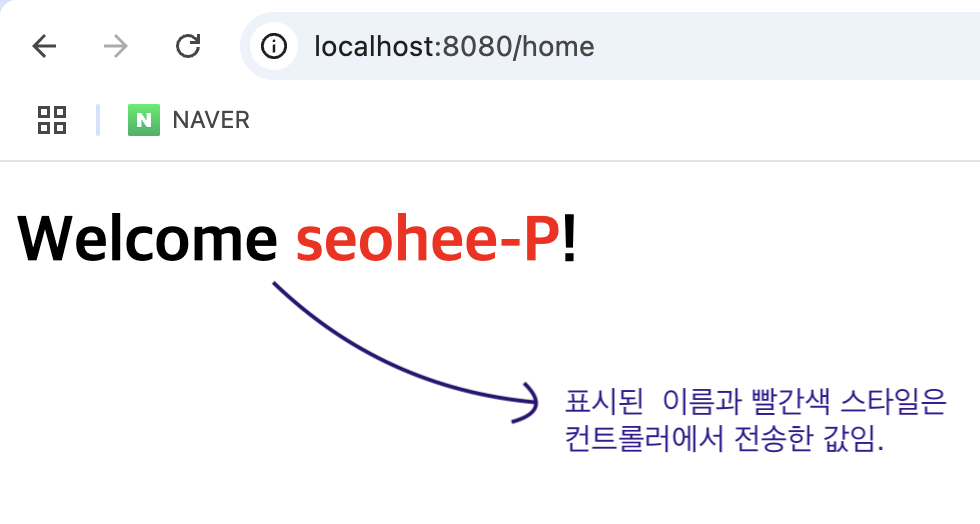 localhost:8080/home
N NAVER
Welcome seohee-P!
표시된 이름과 빨간색 스타일은
컨트롤러에서 전송한 값임.